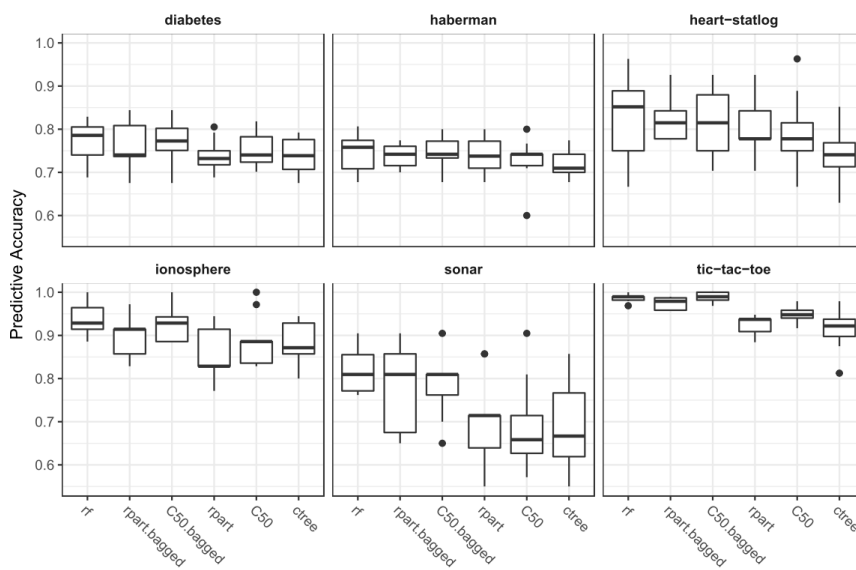 diabetes haberman heart-statlog
1.0
0.9
0.8
0.7
0.6
Predictive Accuracy
ionosphere sonar tic-tac-toe
1.0
0.9
0.8
0.7
0.6
rf rpart.bagged C50.bagged rpart C50 ctree rf rpart.bagged C50.bagged rpart C50 ctree rf rpart.bagged C50.bagged rpart C50 ctree